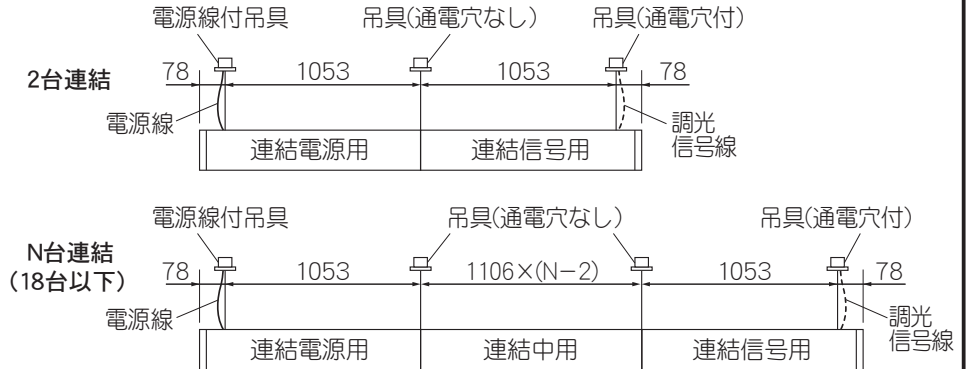 電源線付吊具 吊具(通電穴なし) 吊具(通電穴付)
2台連結
78 1053 1053 78
電源線
調光
信号線
連結電源用 連結信号用
電源線付吊具 吊具(通電穴なし) 吊具(通電穴付)
N台連結
(18台以下)
78 1053 1106×(N−2) 1053 78
電源線
調光
信号線
連結電源用 連結中用 連結信号用